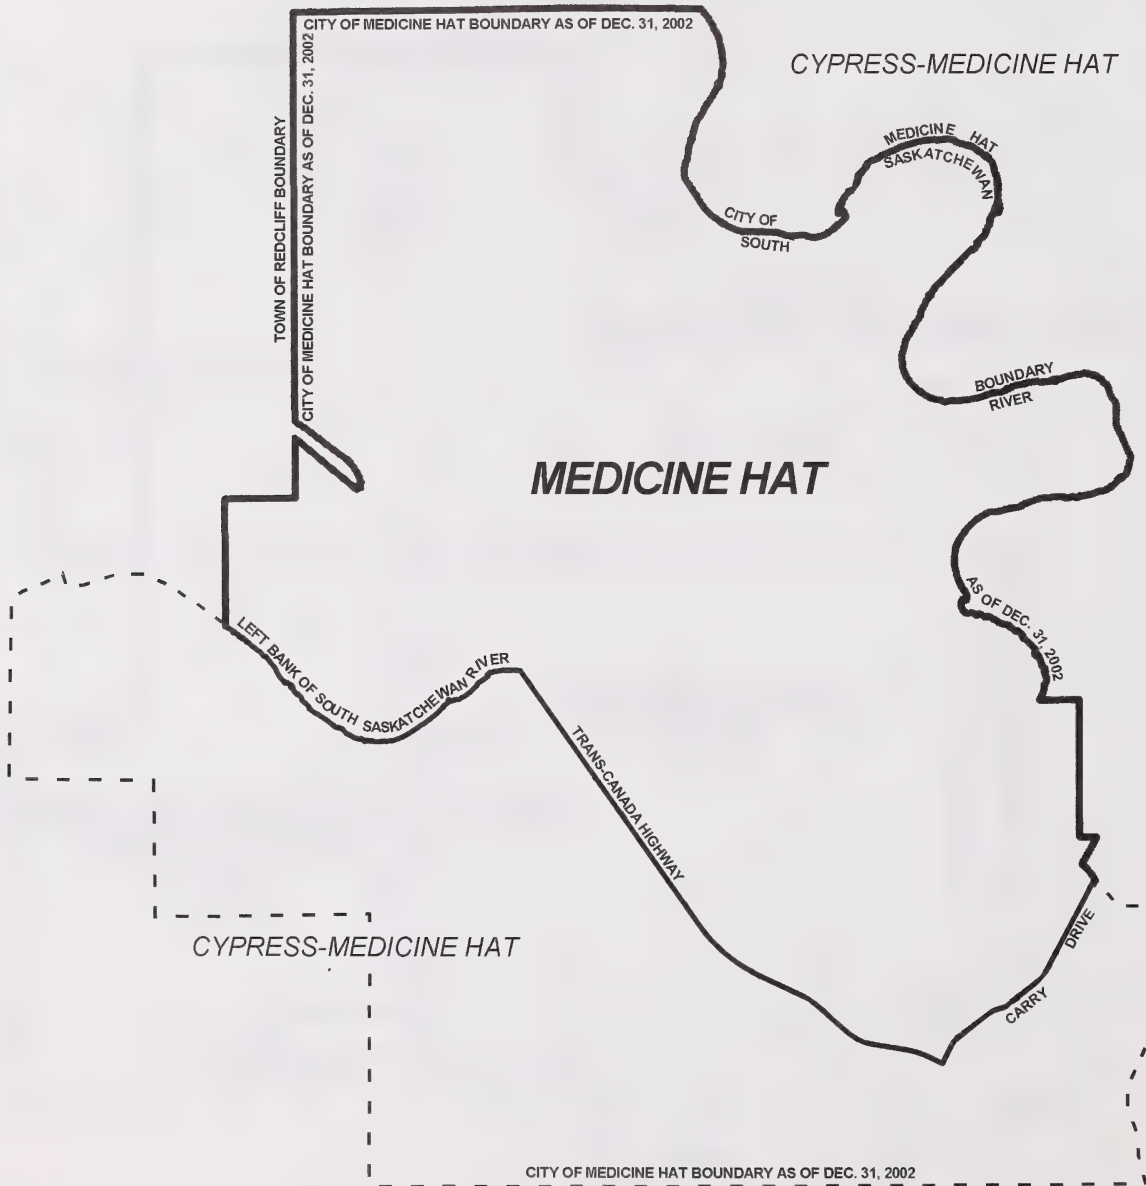 CITY OF MEDICINE HAT BOUNDARY AS OF DEC. 31, 2002
CYPRESS-MEDICINE HAT
TOWN OF REDCLIFF BOUNDARY
CITY OF MEDICINE HAT BOUNDARY AS OF DEC. 31, 2002
CITY OF MEDICINE HAT BOUNDARY AS OF DEC. 31, 2002
SOUTH SASKATCHEWAN RIVER
MEDICINE HAT
LEFT BANK OF SOUTH SASKATCHEWAN RIVER
TRANS-CANADA HIGHWAY
CARRY DRIVE
CYPRESS-MEDICINE HAT
CITY OF MEDICINE HAT BOUNDARY AS OF DEC. 31, 2002